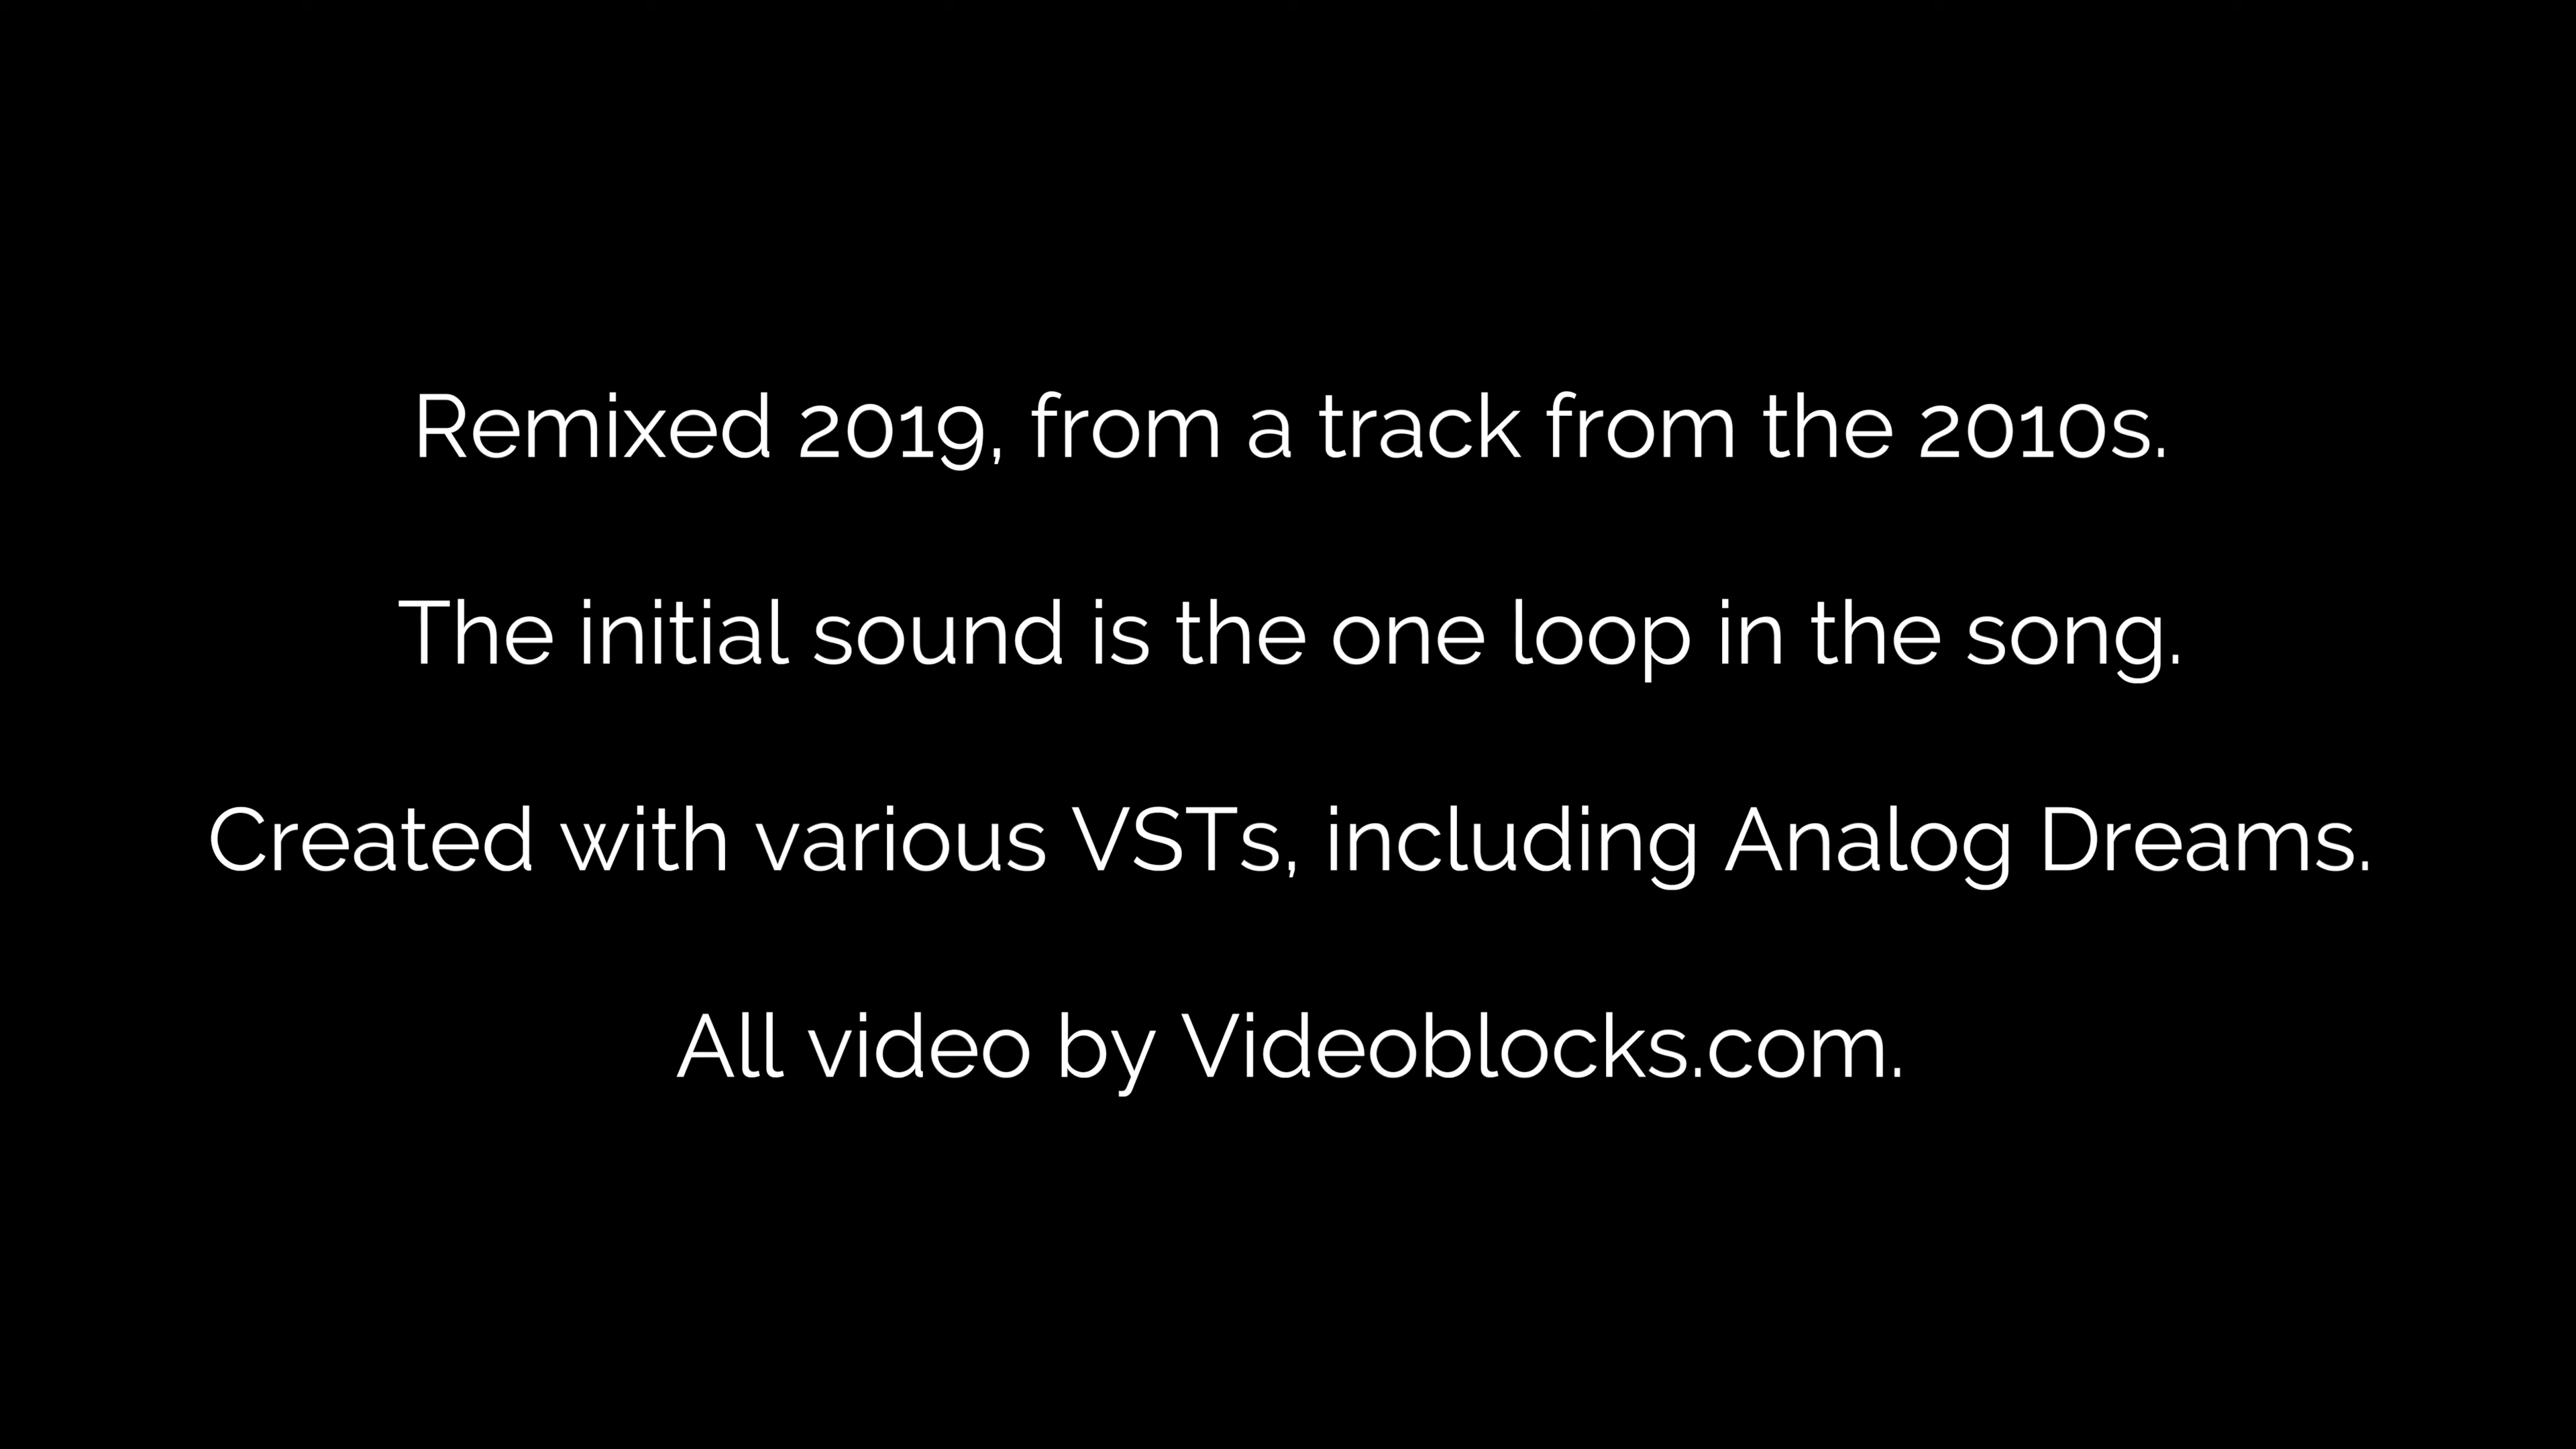 Remixed 2019, from a track from the 2010s.
The initial sound is the one loop in the song.
Created with various VSTs, including Analog Dreams.
All video by Videoblocks.com.